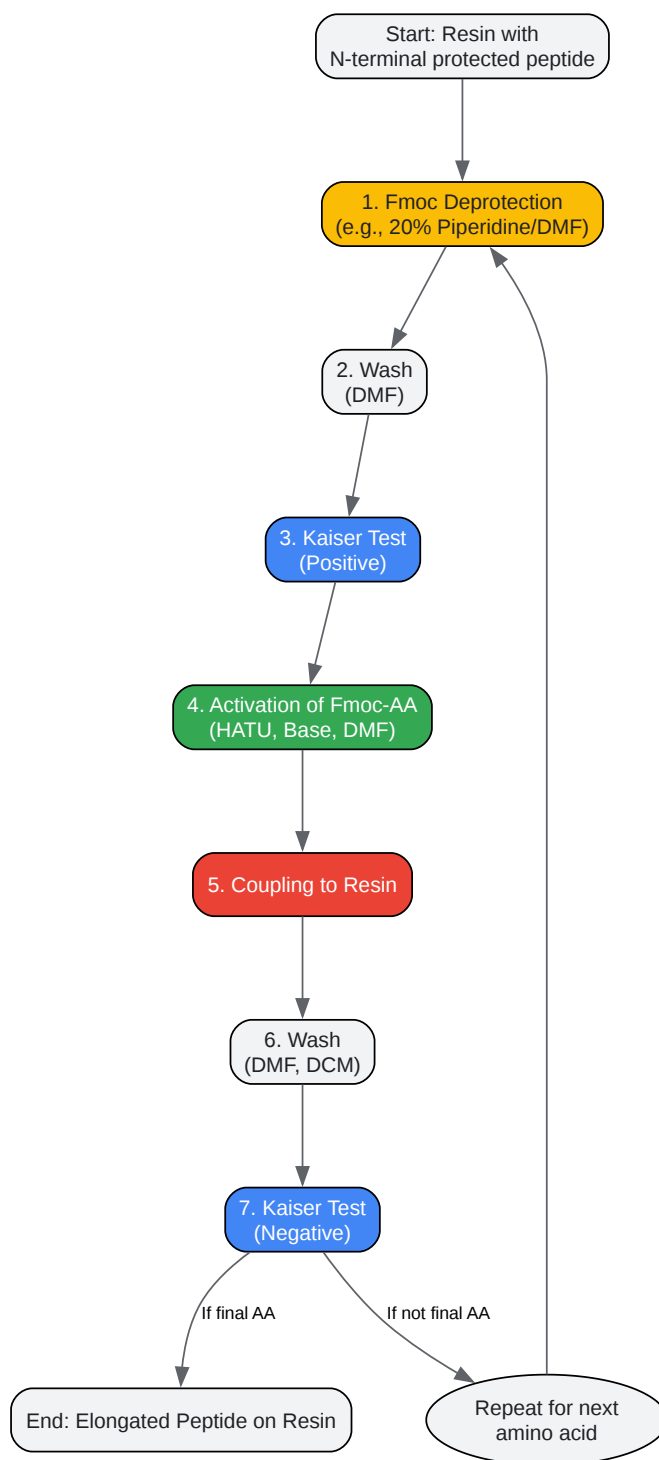 Start: Resin with
N-terminal protected peptide
1. Fmoc Deprotection
(e.g., 20% Piperidine/DMF)
2. Wash
(DMF)
3. Kaiser Test
(Positive)
4. Activation of Fmoc-AA
(HATU, Base, DMF)
5. Coupling to Resin
6. Wash
(DMF, DCM)
7. Kaiser Test
(Negative)
If final AA
If not final AA
End: Elongated Peptide on Resin
Repeat for next
amino acid